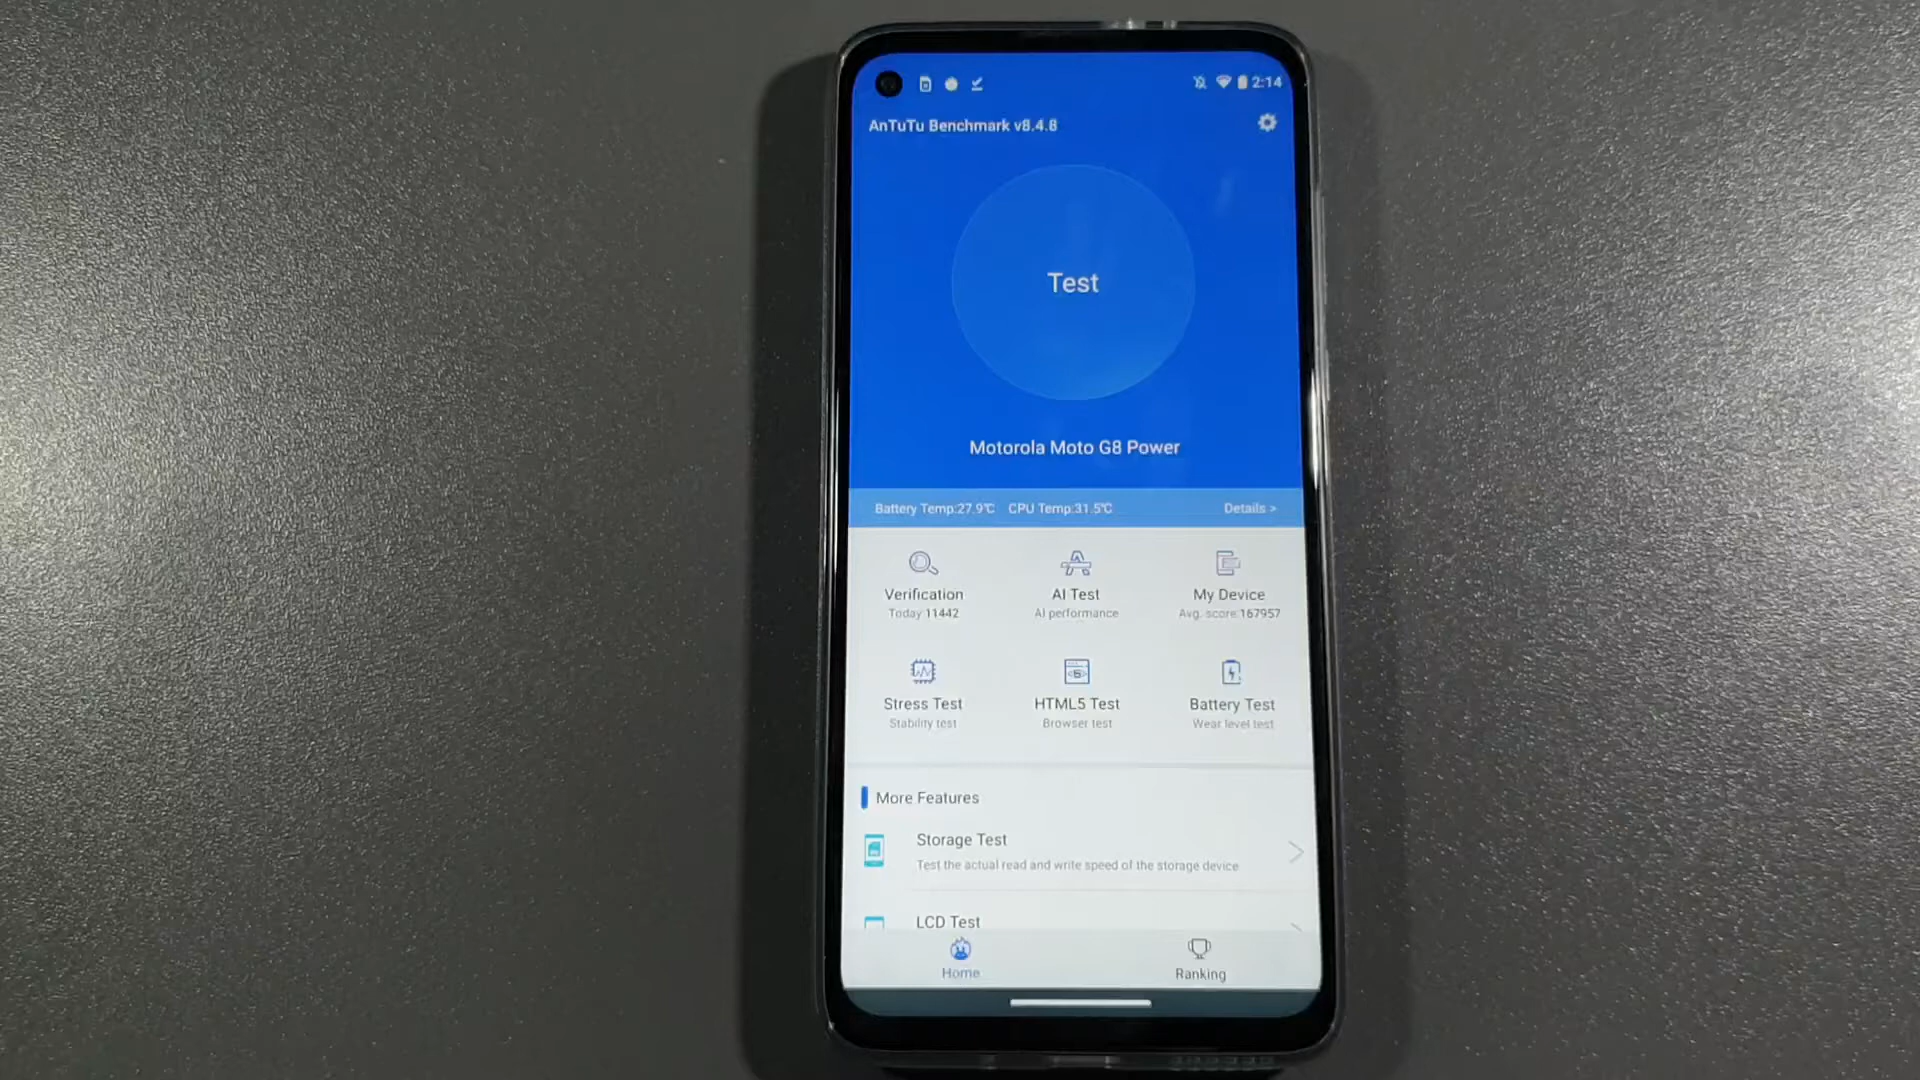 2:14
AnTuTu Benchmark v8.4.8
Test
Motorola Moto G8 Power
Battery Temp:27.9℃ CPU Temp:31.5℃ Details >
Verification AI Test My Device
Today:11442 AI performance Avg. score:167957
Stress Test HTML5 Test Battery Test
Stability test Browser test Wear level test
More Features
Storage Test
Test the actual read and write speed of the storage device
LCD Test
Home Ranking